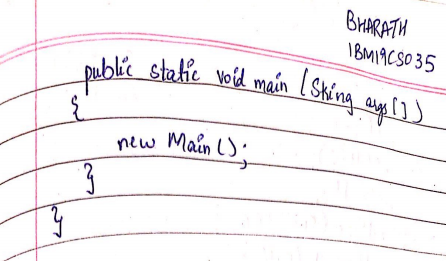 BHARATH
1BM19CS035
public static void main (String args[])
{
new Main();
}
}